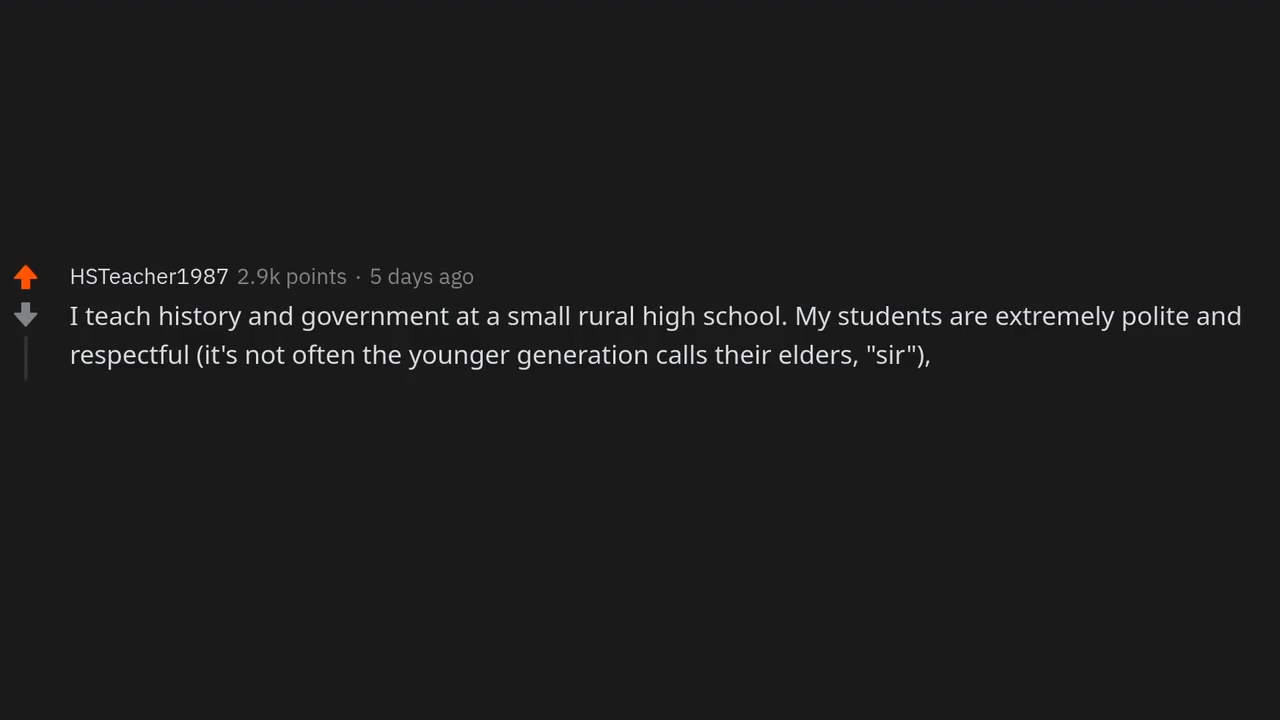 HSTeacher1987 2.9k points · 5 days ago
I teach history and government at a small rural high school. My students are extremely polite and
respectful (it's not often the younger generation calls their elders, "sir"),